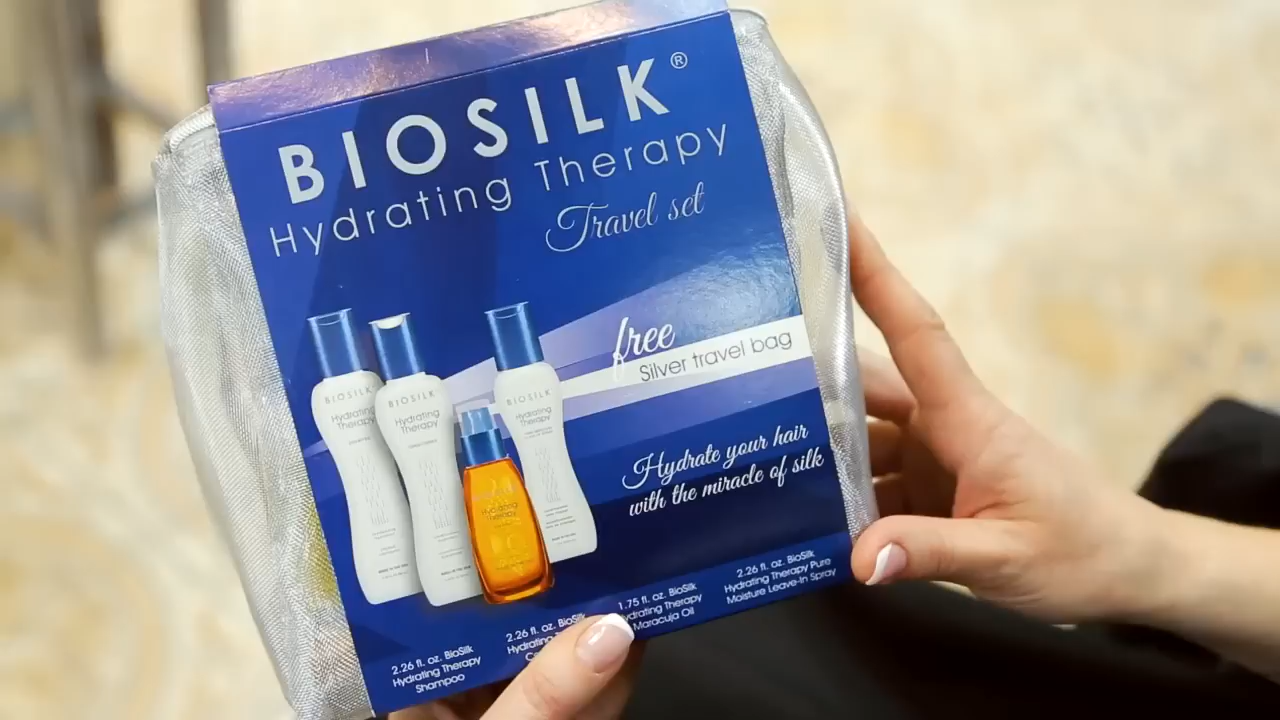 BIOSILK®
Hydrating Therapy
Travel set
free
Silver travel bag
Hydrate your hair
with the miracle of silk
BIOSILK
Hydrating
Therapy
BIOSILK
Hydrating
Therapy
BIOSILK
Hydrating
Therapy
Hydrating
Therapy
2.26 fl. oz. BioSilk
Hydrating Therapy
Shampoo
2.26 fl. oz. BioSilk
Hydrating
1.75 fl. oz. BioSilk
Hydrating Therapy
Maracuja Oil
2.26 fl. oz. BioSilk
Hydrating Therapy Pure
Moisture Leave-In Spray